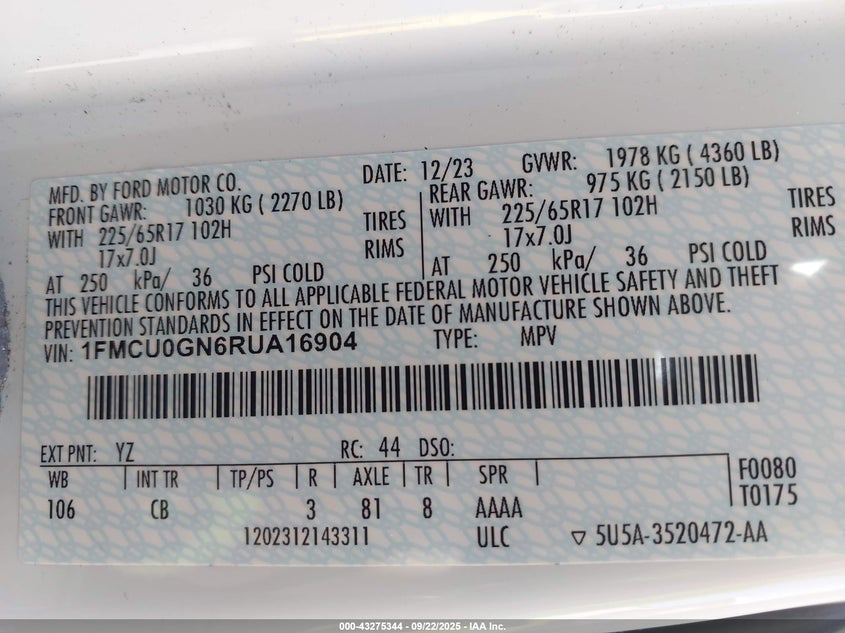 MFD. BY FORD MOTOR CO. DATE: 12/23 GVWR: 1978 KG ( 4360 LB)
FRONT GAWR: 1030 KG ( 2270 LB) REAR GAWR: 975 KG ( 2150 LB)
WITH 225/65R17 102H TIRES WITH 225/65R17 102H TIRES
17x7.0J RIMS 17x7.0J RIMS
AT 250 kPa/ 36 PSI COLD AT 250 kPa/ 36 PSI COLD
THIS VEHICLE CONFORMS TO ALL APPLICABLE FEDERAL MOTOR VEHICLE SAFETY AND THEFT
PREVENTION STANDARDS IN EFFECT ON THE DATE OF MANUFACTURE SHOWN ABOVE.
VIN: 1FMCU0GN6RUA16904 TYPE: MPV
EXT PNT: YZ RC: 44 DSO:
WB INT TR TP/PS R AXLE TR SPR F0080
106 CB 3 81 8 AAAA T0175
1202312143311 ULC ▽ 5U5A-3520472-AA
000-43275344 - 09/22/2025 - IAA Inc.